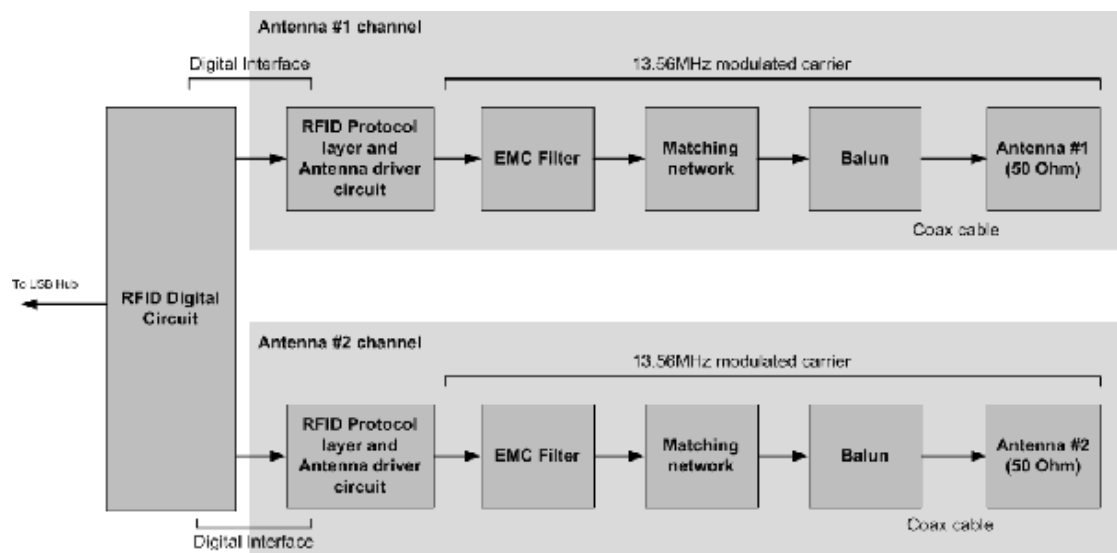 Antenna #1 channel
Digital Interface
13.56MHz modulated carrier
RFID Protocol
layer and
Antenna driver
circuit
EMC Filter
Matching
network
Balun
Antenna #1
(50 Ohm)
Coax cable
To USB Hub
RFID Digital
Circuit
Antenna #2 channel
13.56MHz modulated carrier
RFID Protocol
layer and
Antenna driver
circuit
EMC Filter
Matching
network
Balun
Antenna #2
(50 Ohm)
Coax cable
Digital Interface